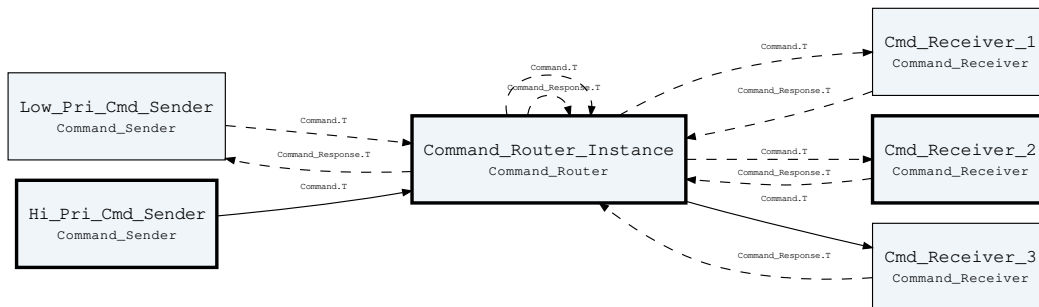 Low_Pri_Cmd_Sender
Command_Sender
Hi_Pri_Cmd_Sender
Command_Sender
Command.T
Command_Response.T
Command.T
Command.T
Command_Response.T
Command_Router_Instance
Command_Router
Command.T
Command_Response.T
Command.T
Command_Response.T
Command.T
Command_Response.T
Cmd_Receiver_1
Command_Receiver
Cmd_Receiver_2
Command_Receiver
Cmd_Receiver_3
Command_Receiver